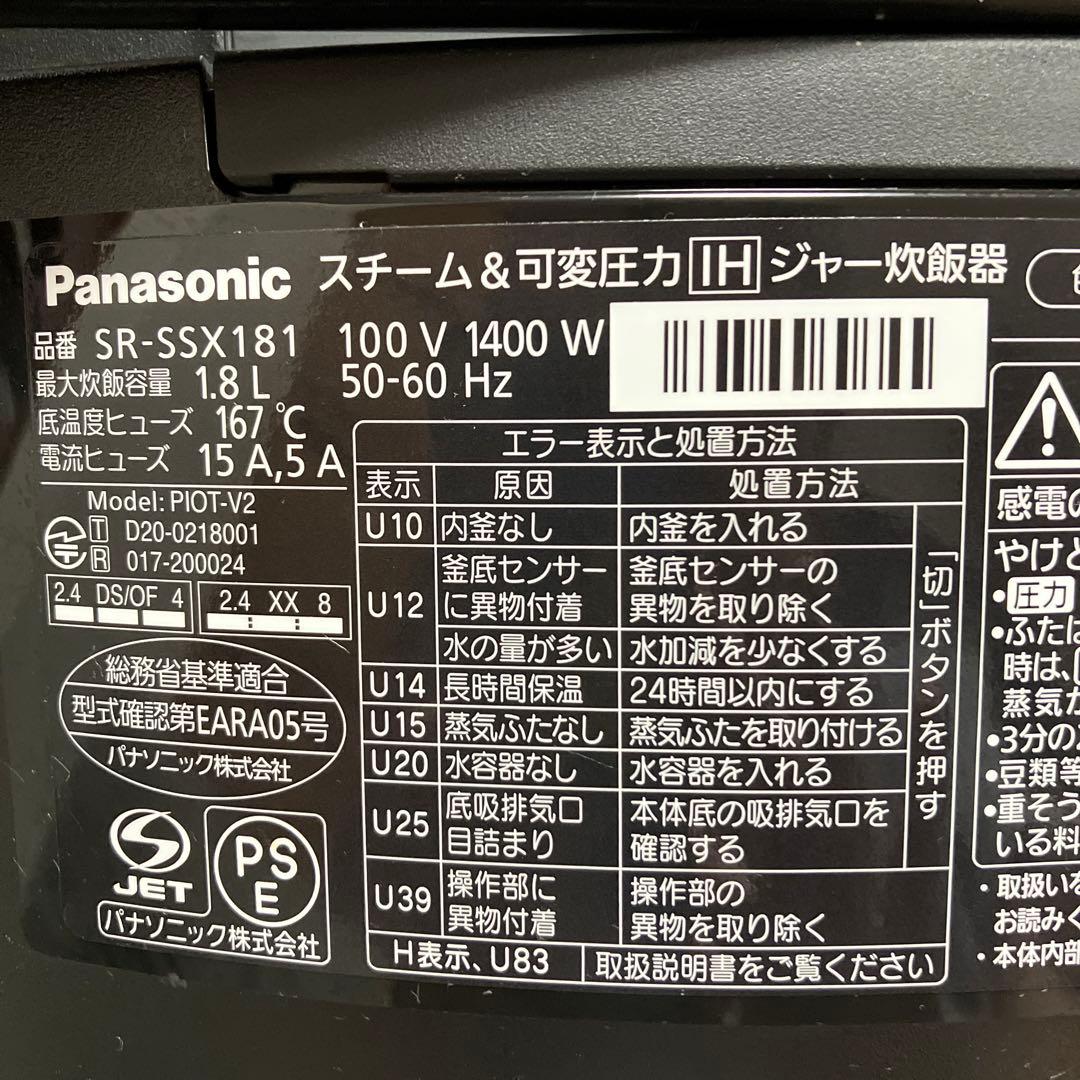 Panasonic スチーム&可変圧力 IH ジャー炊飯器
品番 SR-SSX181 100 V 1400 W
最大炊飯容量 1.8 L 50-60 Hz
底温度ヒューズ 167 ℃
電流ヒューズ 15 A,5 A
Model: PIOT-V2
T D20-0218001
R 017-200024
2.4 DS/OF 4 2.4 XX 8
総務省基準適合
型式確認第EARA05号
パナソニック株式会社
JET
PS
E
パナソニック株式会社
エラー表示と処置方法
表示 原因 処置方法
U10 内釜なし 内釜を入れる
U12 釜底センサー 釜底センサーの
に異物付着 異物を取り除く
水の量が多い 水加減を少なくする
U14 長時間保温 24時間以内にする
U15 蒸気ふたなし 蒸気ふたを取り付ける
U20 水容器なし 水容器を入れる
U25 底吸排気口 本体底の吸排気口を
目詰まり 確認する
「切」ボタンを押す
U39 操作部に 操作部の
異物付着 異物を取り除く
H表示、U83 取扱説明書をご覧ください
感電の
やけど
・圧力
●ふたは
時は、
蒸気が
●3分の
●豆類等
●重そう
いる料
・取扱い
お読みく
・本体内部